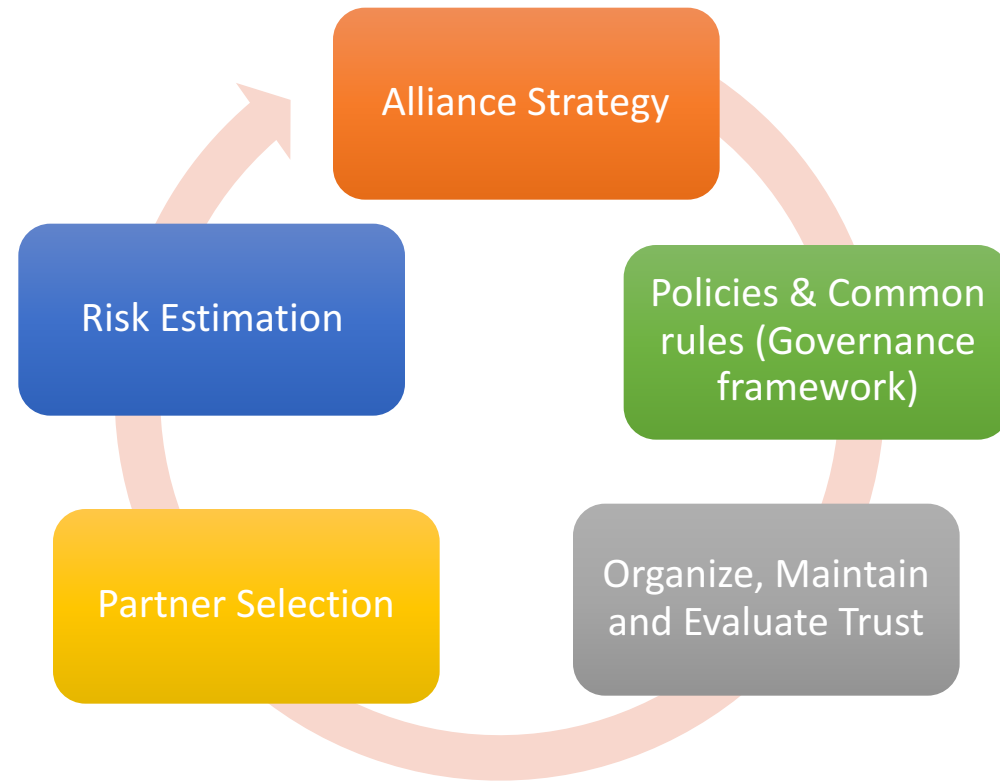 Alliance Strategy
Policies & Common
rules (Governance
framework)
Organize, Maintain
and Evaluate Trust
Partner Selection
Risk Estimation